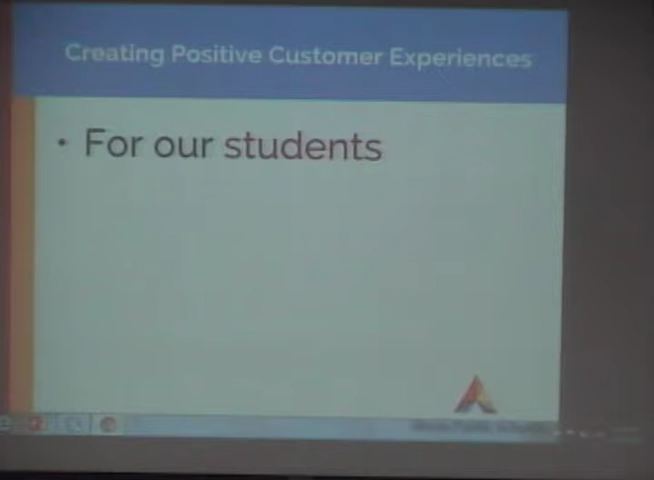 Creating Positive Customer Experiences
• For our students